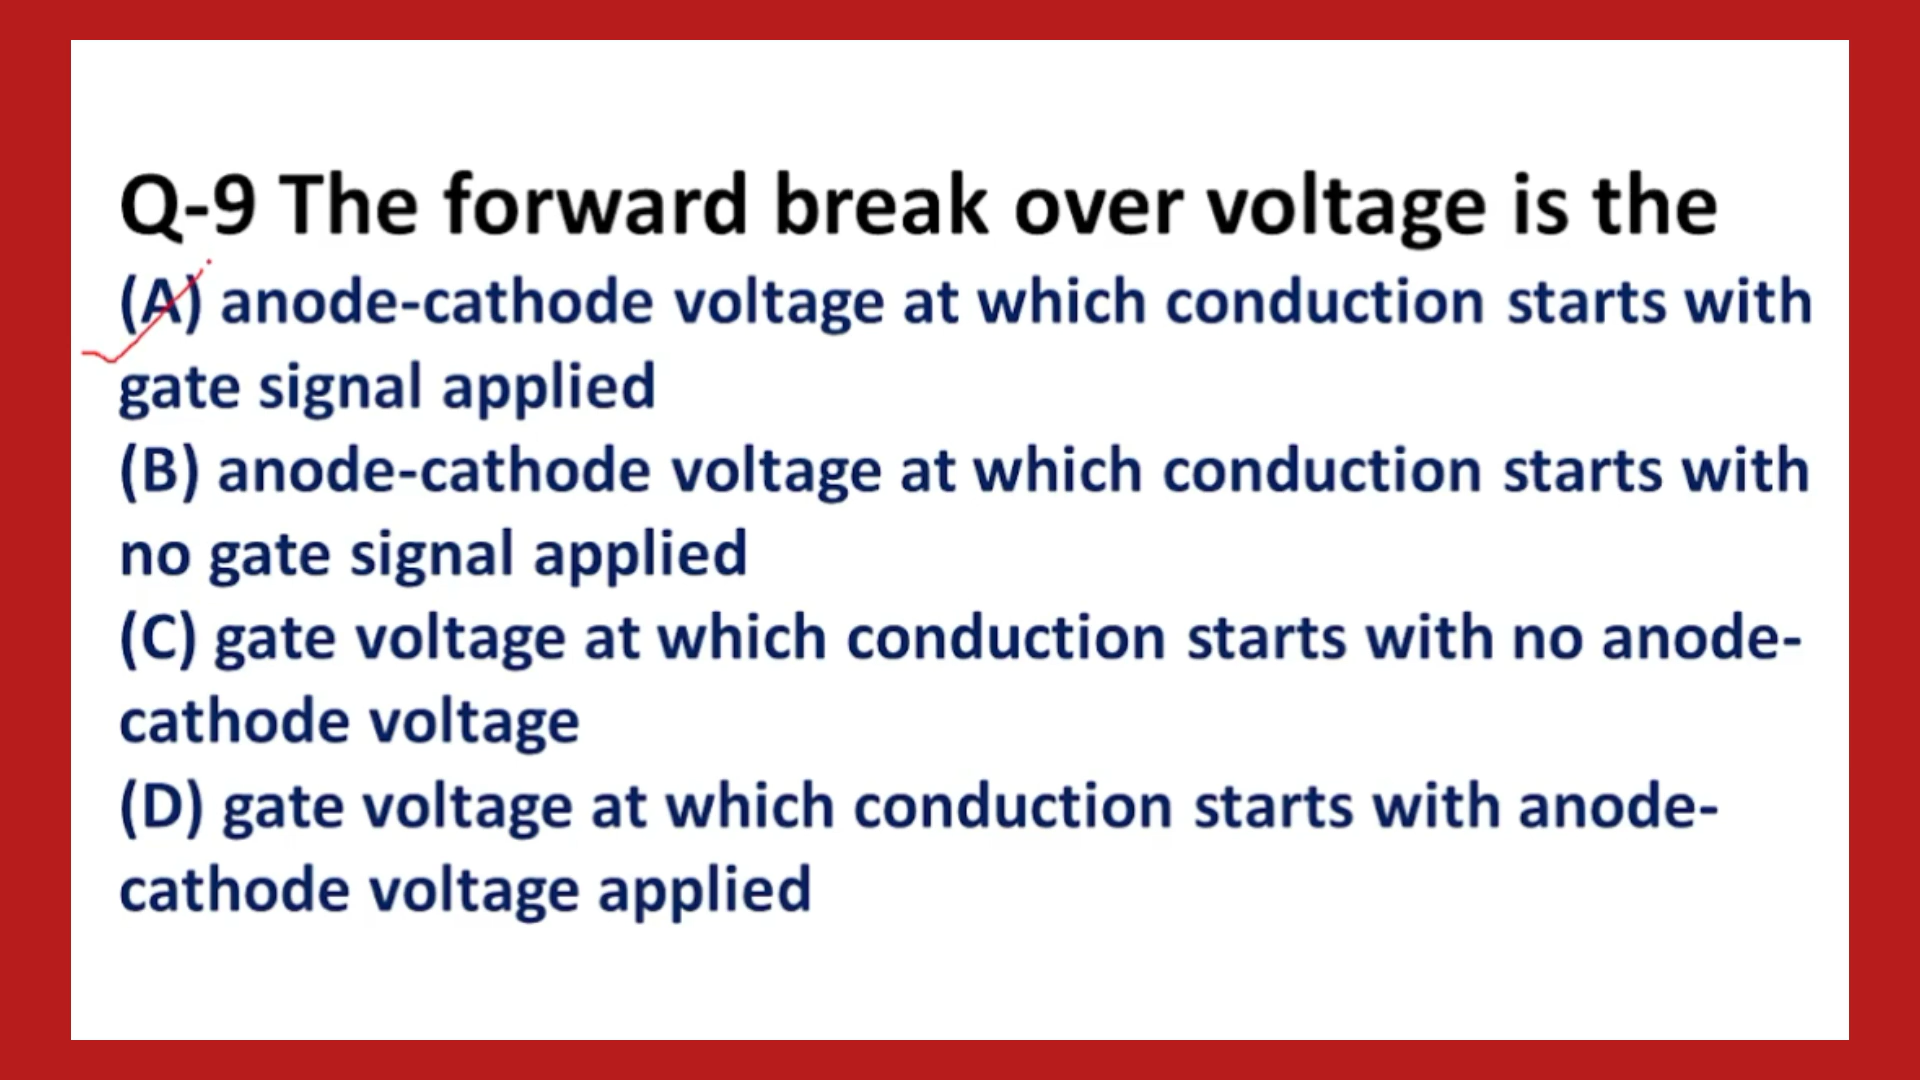 Q-9 The forward break over voltage is the
(A) anode-cathode voltage at which conduction starts with
gate signal applied
(B) anode-cathode voltage at which conduction starts with
no gate signal applied
(C) gate voltage at which conduction starts with no anode-
cathode voltage
(D) gate voltage at which conduction starts with anode-
cathode voltage applied